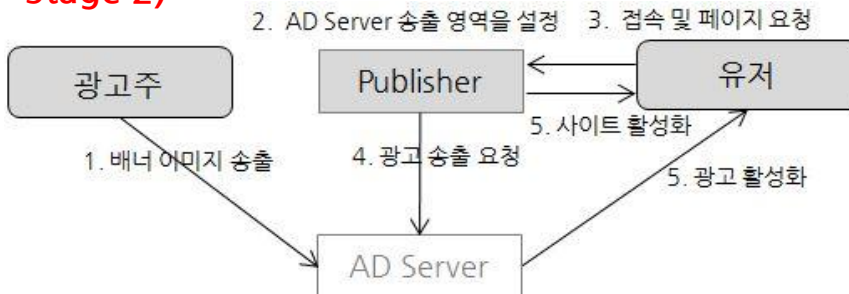 Stage 2)
2. AD Server 송출 영역을 설정
3. 접속 및 페이지 요청
광고주
Publisher
유저
5. 사이트 활성화
1. 배너 이미지 송출
4. 광고 송출 요청
5. 광고 활성화
AD Server